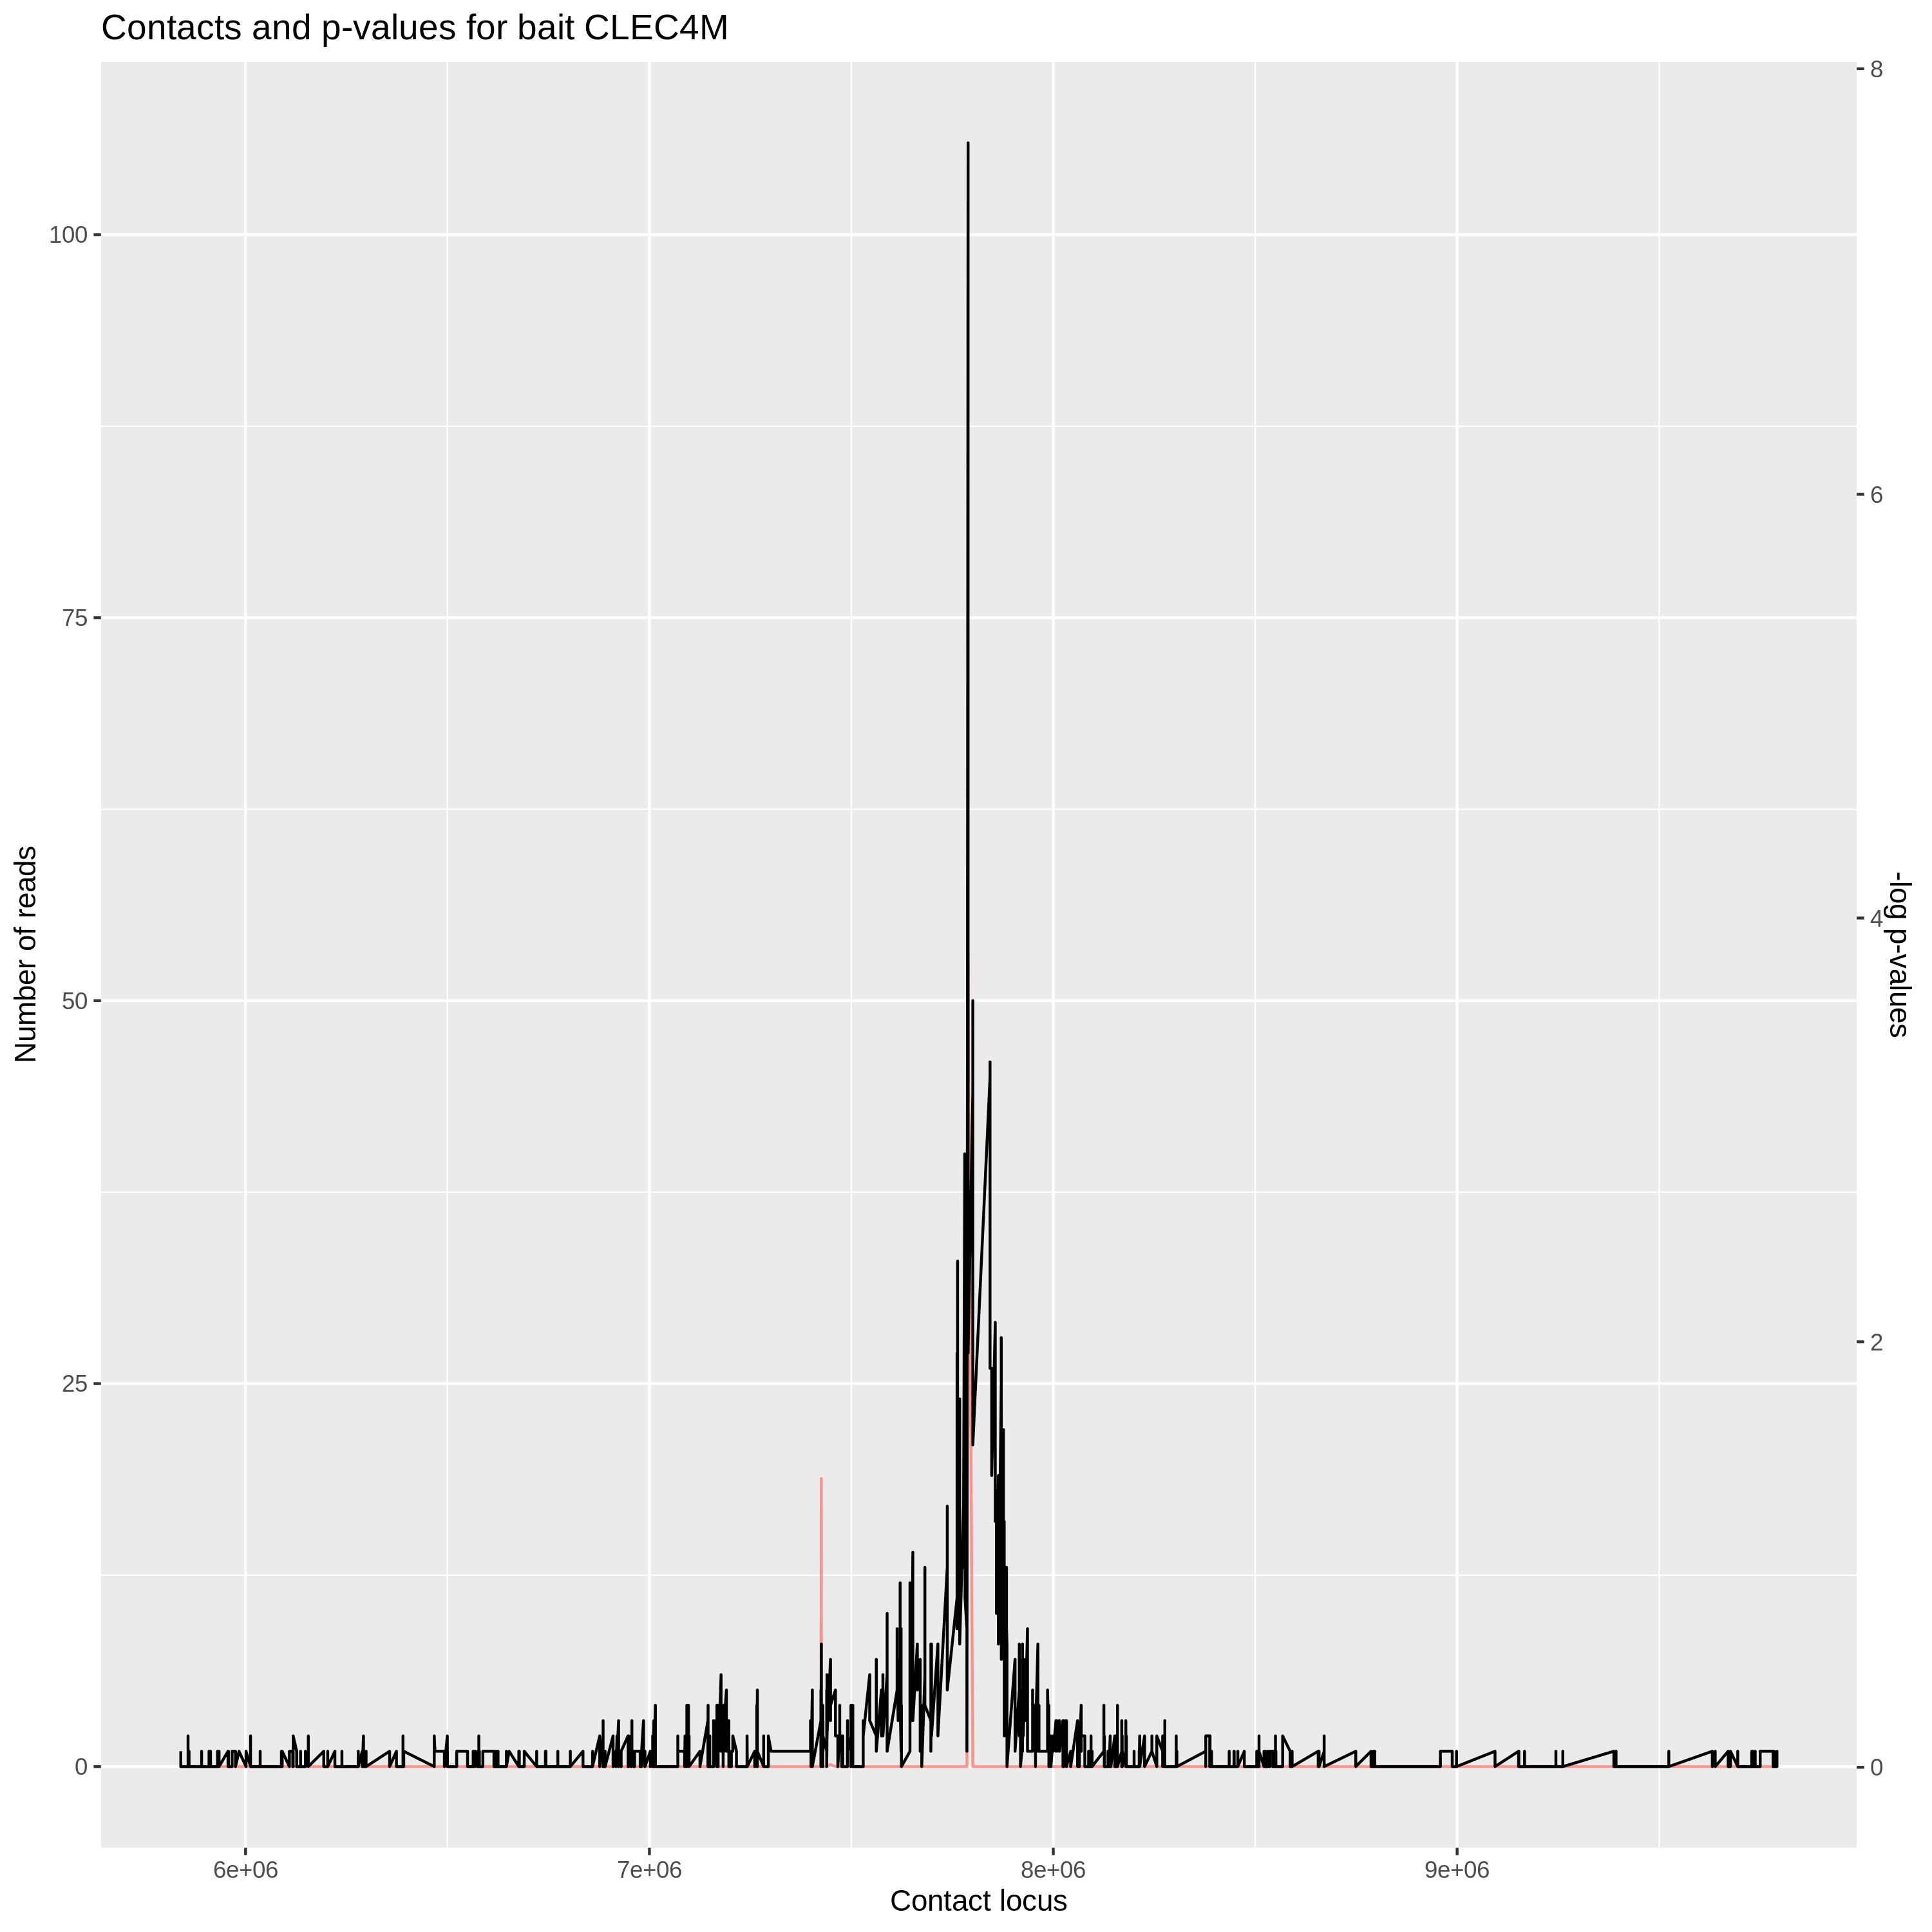 Contacts and p-values for bait CLEC4M
Number of reads
100
75
50
25
0
8
6
4
2
0
-log p-values
6e+06 7e+06 8e+06 9e+06
Contact locus